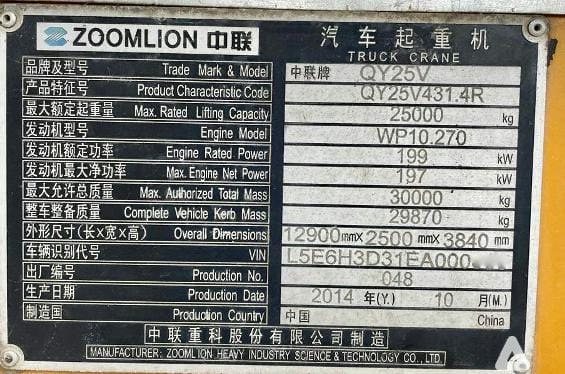 ZOOMLION 中联 汽车起重机
TRUCK CRANE
品牌及型号 Trade Mark & Model 中联牌 QY25V
产品特征号 Product Characteristic Code QY25V431.4R
最大额定起重量 Max. Rated Lifting Capacity 25000 kg
发动机型号 Engine Model WP10.270
发动机额定功率 Engine Rated Power 199 kW
发动机最大净功率 Max. Engine Net Power 197 kW
最大允许总质量 Max. Authorized Total Mass 30000 kg
整车整备质量 Complete Vehicle Kerb Mass 29870 kg
外形尺寸(长×宽×高) Overall Dimensions 12900 mm× 2500 mm× 3840 mm
车辆识别代号 VIN L5E6H3D31EA000
出厂编号 Production No. 048
生产日期 Production Date 2014 年(Y.) 10 月(M.)
制造国 Production Country 中国 China
中联重科股份有限公司制造
MANUFACTURER: ZOOMLION HEAVY INDUSTRY SCIENCE & TECHNOLOGY CO., LTD.